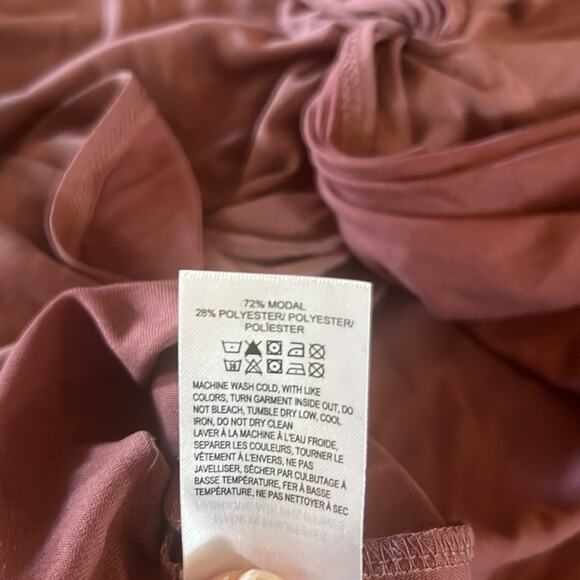 72% MODAL
28% POLYESTER/ POLYESTER/
POLÍESTER
MACHINE WASH COLD, WITH LIKE
COLORS, TURN GARMENT INSIDE OUT, DO
NOT BLEACH, TUMBLE DRY LOW, COOL
IRON, DO NOT DRY CLEAN
LAVER À LA MACHINE À L'EAU FROIDE,
SEPARER LES COULEURS, TOURNER LE
VÊTEMENT À L'ENVERS, NE PAS
JAVELLISER, SÉCHER PAR CULBUTAGE À
BASSE TEMPÉRATURE, FER À BASSE
TEMPÉRATURE, NE PAS NETTOYER À SEC